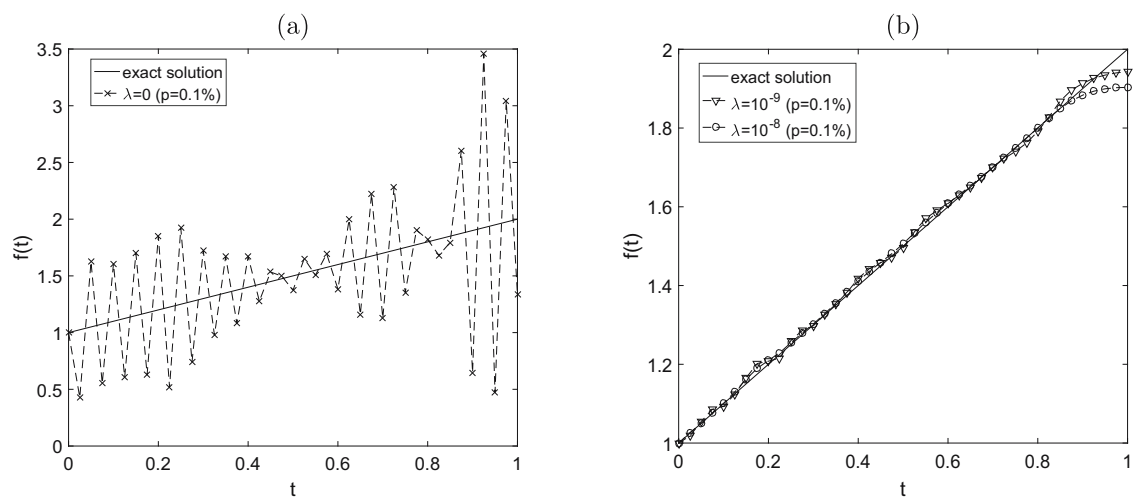 (a)
3.5
3
2.5
2
1.5
1
0.5
0
f(t)
exact solution
λ=0 (p=0.1%)
0 0.2 0.4 0.6 0.8 1
t
(b)
2
1.8
1.6
1.4
1.2
1
f(t)
exact solution
λ=10⁻⁹ (p=0.1%)
λ=10⁻⁸ (p=0.1%)
0 0.2 0.4 0.6 0.8 1
t